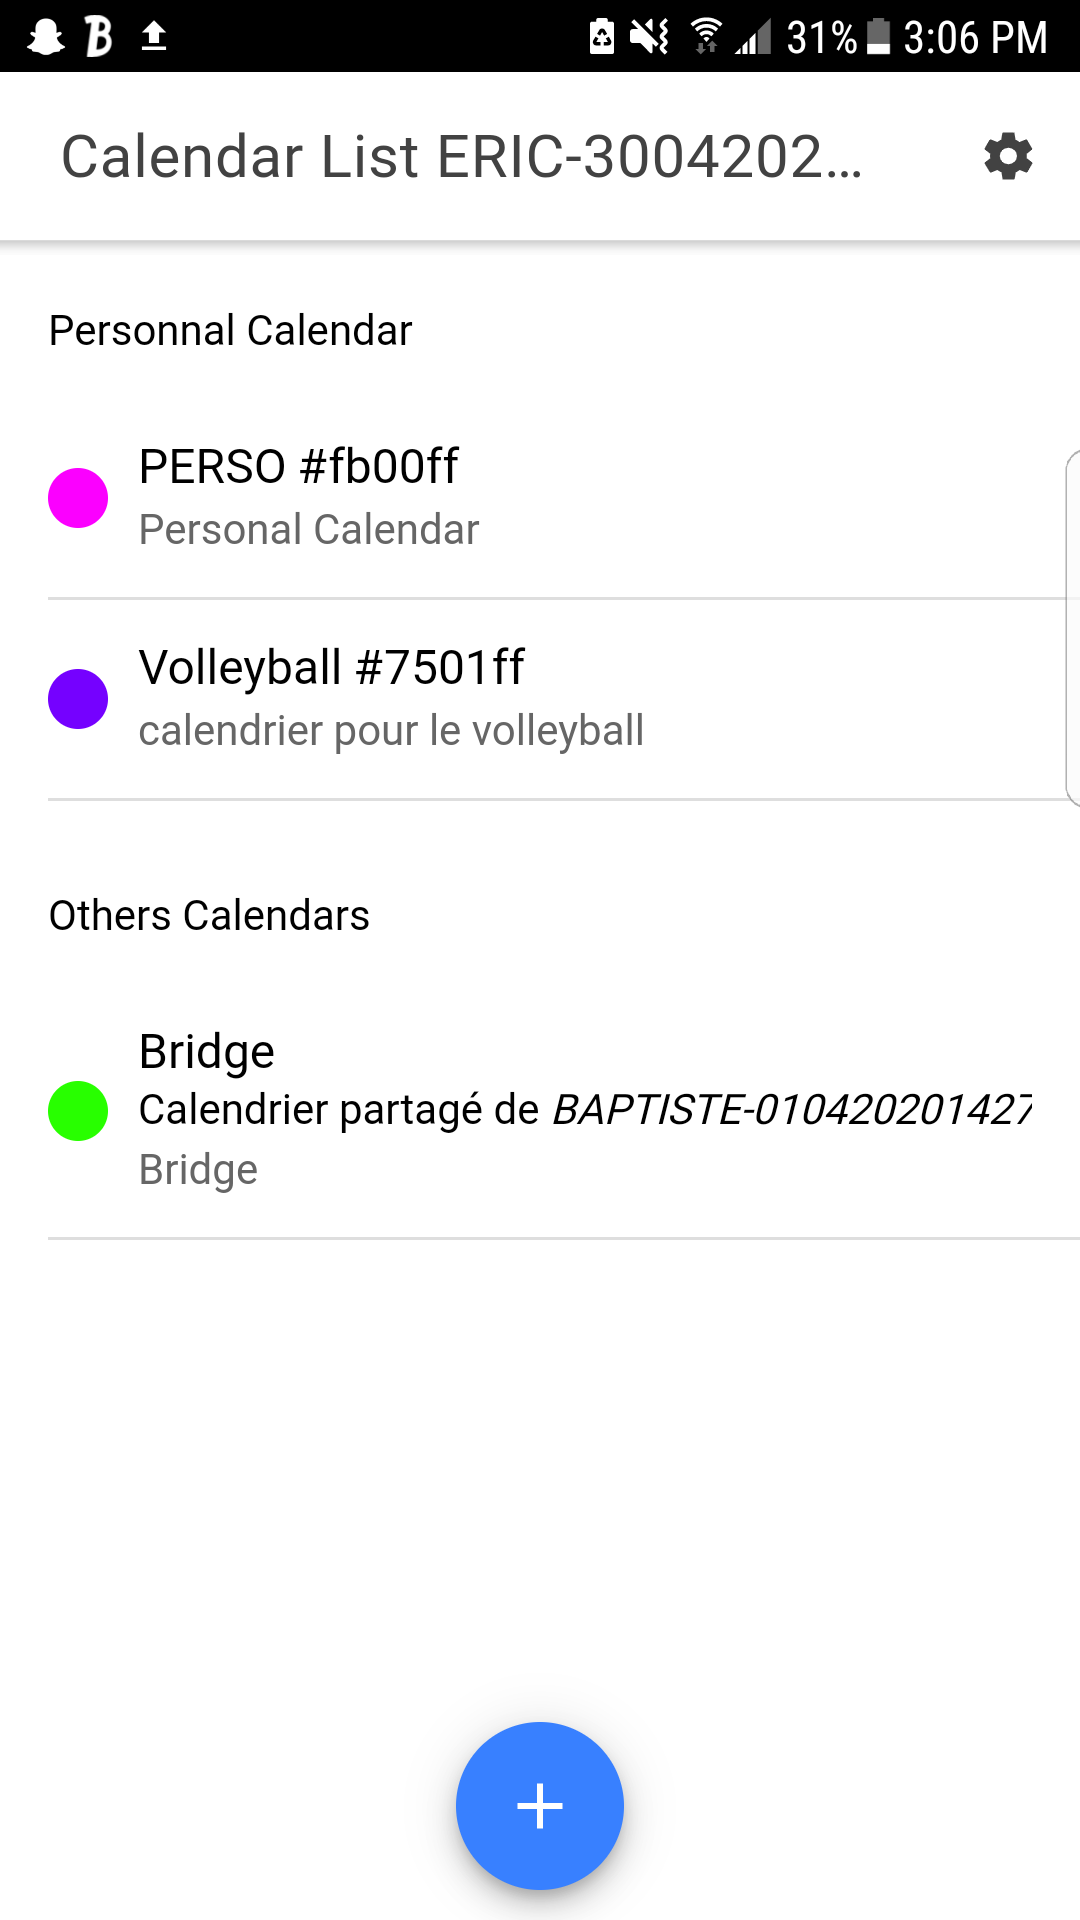 31% 3:06 PM
Calendar List ERIC-3004202...
Personnal Calendar
PERSO #fb00ff
Personal Calendar
Volleyball #7501ff
calendrier pour le volleyball
Others Calendars
Bridge
Calendrier partagé de BAPTISTE-010420201427
Bridge